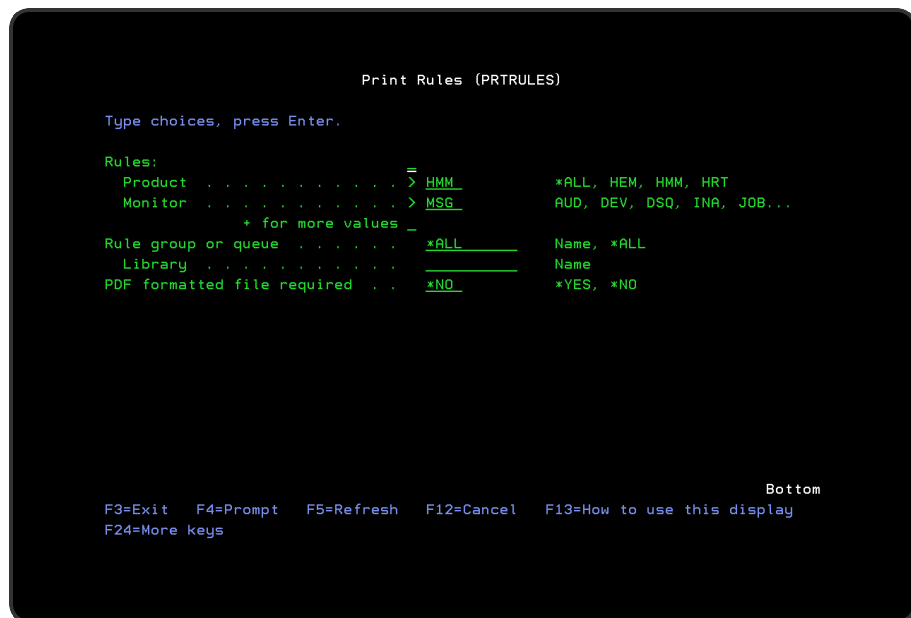 Print Rules (PRTRULES)
Type choices, press Enter.
Rules:
Product . . . . . . . . . . . > HMM *ALL, HEM, HMM, HRT
Monitor . . . . . . . . . . . > MSG AUD, DEV, DSQ, INA, JOB...
+ for more values
Rule group or queue . . . . . . *ALL Name, *ALL
Library . . . . . . . . . . . Name
PDF formatted file required . . *NO *YES, *NO
Bottom
F3=Exit F4=Prompt F5=Refresh F12=Cancel F13=How to use this display
F24=More keys